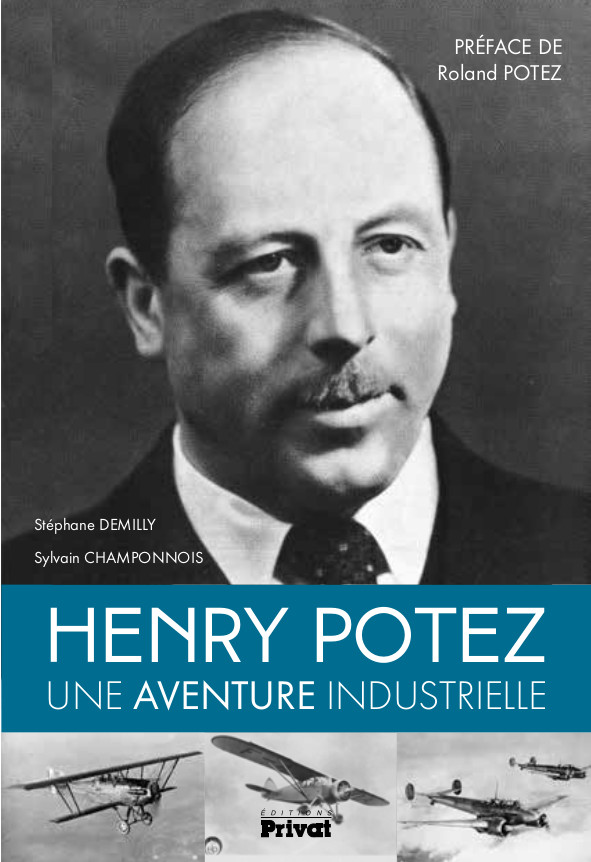 PRÉFACE DE
Roland POTEZ
Stéphane DEMILLY
Sylvain CHAMPONNOIS
HENRY POTEZ
UNE AVENTURE INDUSTRIELLE
ÉDITIONS
Privat